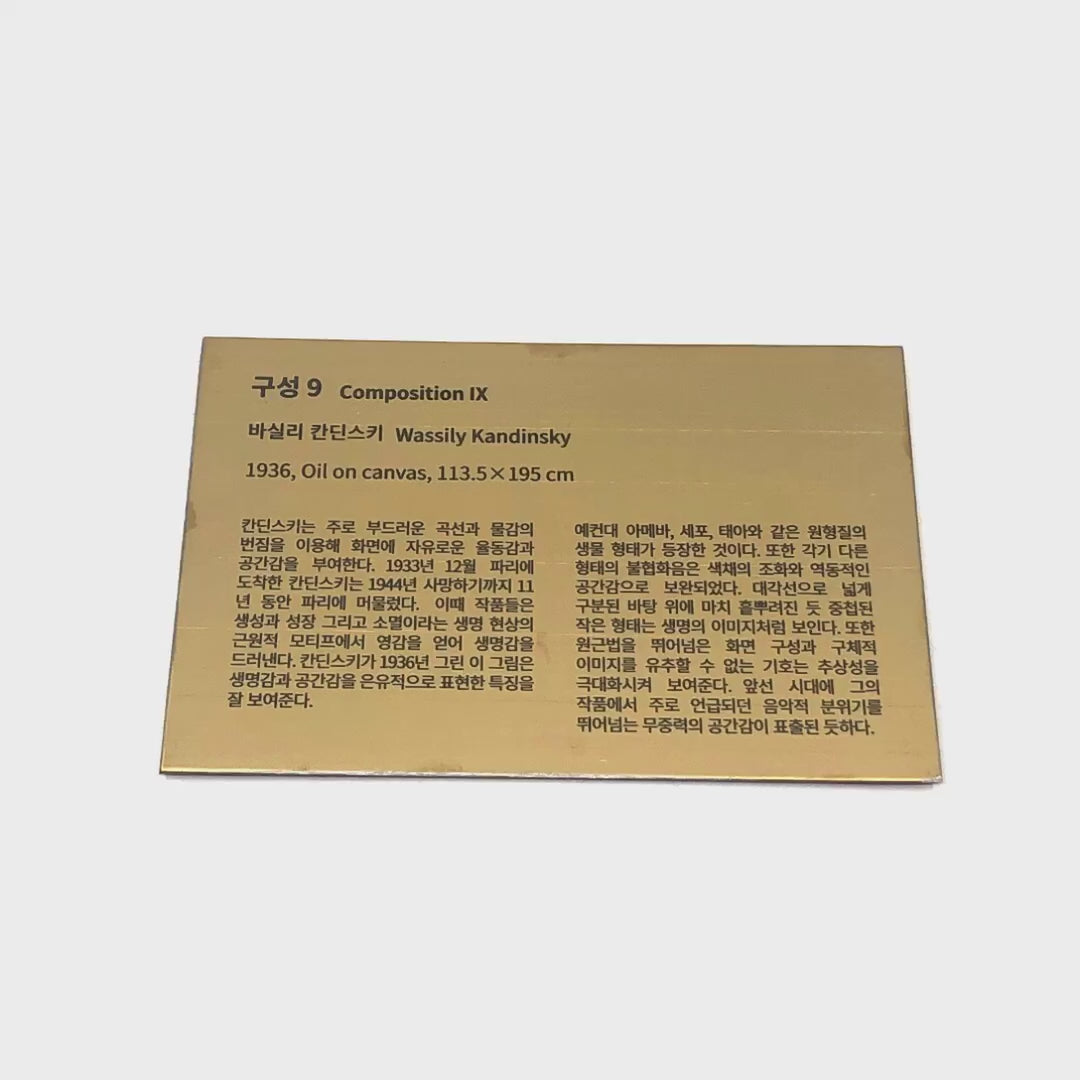 구성 9 Composition IX
바실리 칸딘스키 Wassily Kandinsky
1936, Oil on canvas, 113.5×195 cm
칸딘스키는 주로 부드러운 곡선과 물감의
번짐을 이용해 화면에 자유로운 율동감과
공간감을 부여한다. 1933년 12월 파리에
도착한 칸딘스키는 1944년 사망하기까지 11
년 동안 파리에 머물렀다. 이때 작품들은
생성과 성장 그리고 소멸이라는 생명 현상의
근원적 모티프에서 영감을 얻어 생명감을
드러낸다. 칸딘스키가 1936년 그린 이 그림은
생명감과 공간감을 은유적으로 표현한 특징을
잘 보여준다.
예컨대 아메바, 세포, 태아와 같은 원형질의
생물 형태가 등장한 것이다. 또한 각기 다른
형태의 불협화음은 색채의 조화와 역동적인
공간감으로 보완되었다. 대각선으로 넓게
구분된 바탕 위에 마치 흩뿌려진 듯 중첩된
작은 형태는 생명의 이미지처럼 보인다. 또한
원근법을 뛰어넘은 화면 구성과 구체적
이미지를 유추할 수 없는 기호는 추상성을
극대화시켜 보여준다. 앞선 시대에 그의
작품에서 주로 언급되던 음악적 분위기를
뛰어넘는 무중력의 공간감이 표출된 듯하다.